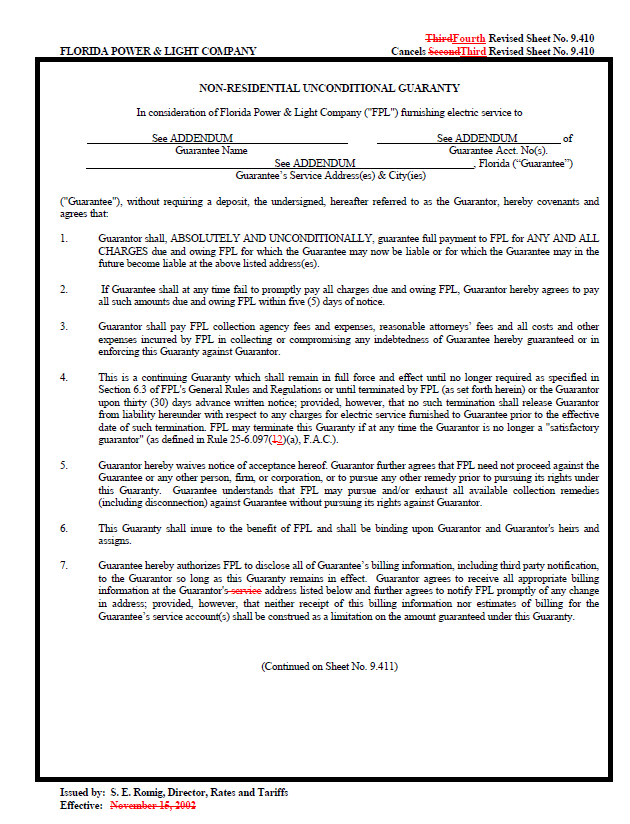 ThirdFourth Revised Sheet No. 9.410
FLORIDA POWER & LIGHT COMPANY Cancels SecondThird Revised Sheet No. 9.410
NON-RESIDENTIAL UNCONDITIONAL GUARANTY
In consideration of Florida Power & Light Company ("FPL") furnishing electric service to
See ADDENDUM See ADDENDUM of
Guarantee Name Guarantee Acct. No(s).
See ADDENDUM , Florida (“Guarantee”)
Guarantee’s Service Address(es) & City(ies)
("Guarantee"), without requiring a deposit, the undersigned, hereafter referred to as the Guarantor, hereby covenants and
agrees that:
1. Guarantor shall, ABSOLUTELY AND UNCONDITIONALLY, guarantee full payment to FPL for ANY AND ALL
CHARGES due and owing FPL for which the Guarantee may now be liable or for which the Guarantee may in the
future become liable at the above listed address(es).
2. If Guarantee shall at any time fail to promptly pay all charges due and owing FPL, Guarantor hereby agrees to pay
all such amounts due and owing FPL within five (5) days of notice.
3. Guarantor shall pay FPL collection agency fees and expenses, reasonable attorneys’ fees and all costs and other
expenses incurred by FPL in collecting or compromising any indebtedness of Guarantee hereby guaranteed or in
enforcing this Guaranty against Guarantor.
4. This is a continuing Guaranty which shall remain in full force and effect until no longer required as specified in
Section 6.3 of FPL's General Rules and Regulations or until terminated by FPL (as set forth herein) or the Guarantor
upon thirty (30) days advance written notice; provided, however, that no such termination shall release Guarantor
from liability hereunder with respect to any charges for electric service furnished to Guarantee prior to the effective
date of such termination. FPL may terminate this Guaranty if at any time the Guarantor is no longer a "satisfactory
guarantor" (as defined in Rule 25-6.097(12)(a), F.A.C.).
5. Guarantor hereby waives notice of acceptance hereof. Guarantor further agrees that FPL need not proceed against the
Guarantee or any other person, firm, or corporation, or to pursue any other remedy prior to pursuing its rights under
this Guaranty. Guarantee understands that FPL may pursue and/or exhaust all available collection remedies
(including disconnection) against Guarantee without pursuing its rights against Guarantor.
6. This Guaranty shall inure to the benefit of FPL and shall be binding upon Guarantor and Guarantor's heirs and
assigns.
7. Guarantee hereby authorizes FPL to disclose all of Guarantee’s billing information, including third party notification,
to the Guarantor so long as this Guaranty remains in effect. Guarantor agrees to receive all appropriate billing
information at the Guarantor's service address listed below and further agrees to notify FPL promptly of any change
in address; provided, however, that neither receipt of this billing information nor estimates of billing for the
Guarantee’s service account(s) shall be construed as a limitation on the amount guaranteed under this Guaranty.
(Continued on Sheet No. 9.411)
Issued by: S. E. Romig, Director, Rates and Tariffs
Effective: November 15, 2002